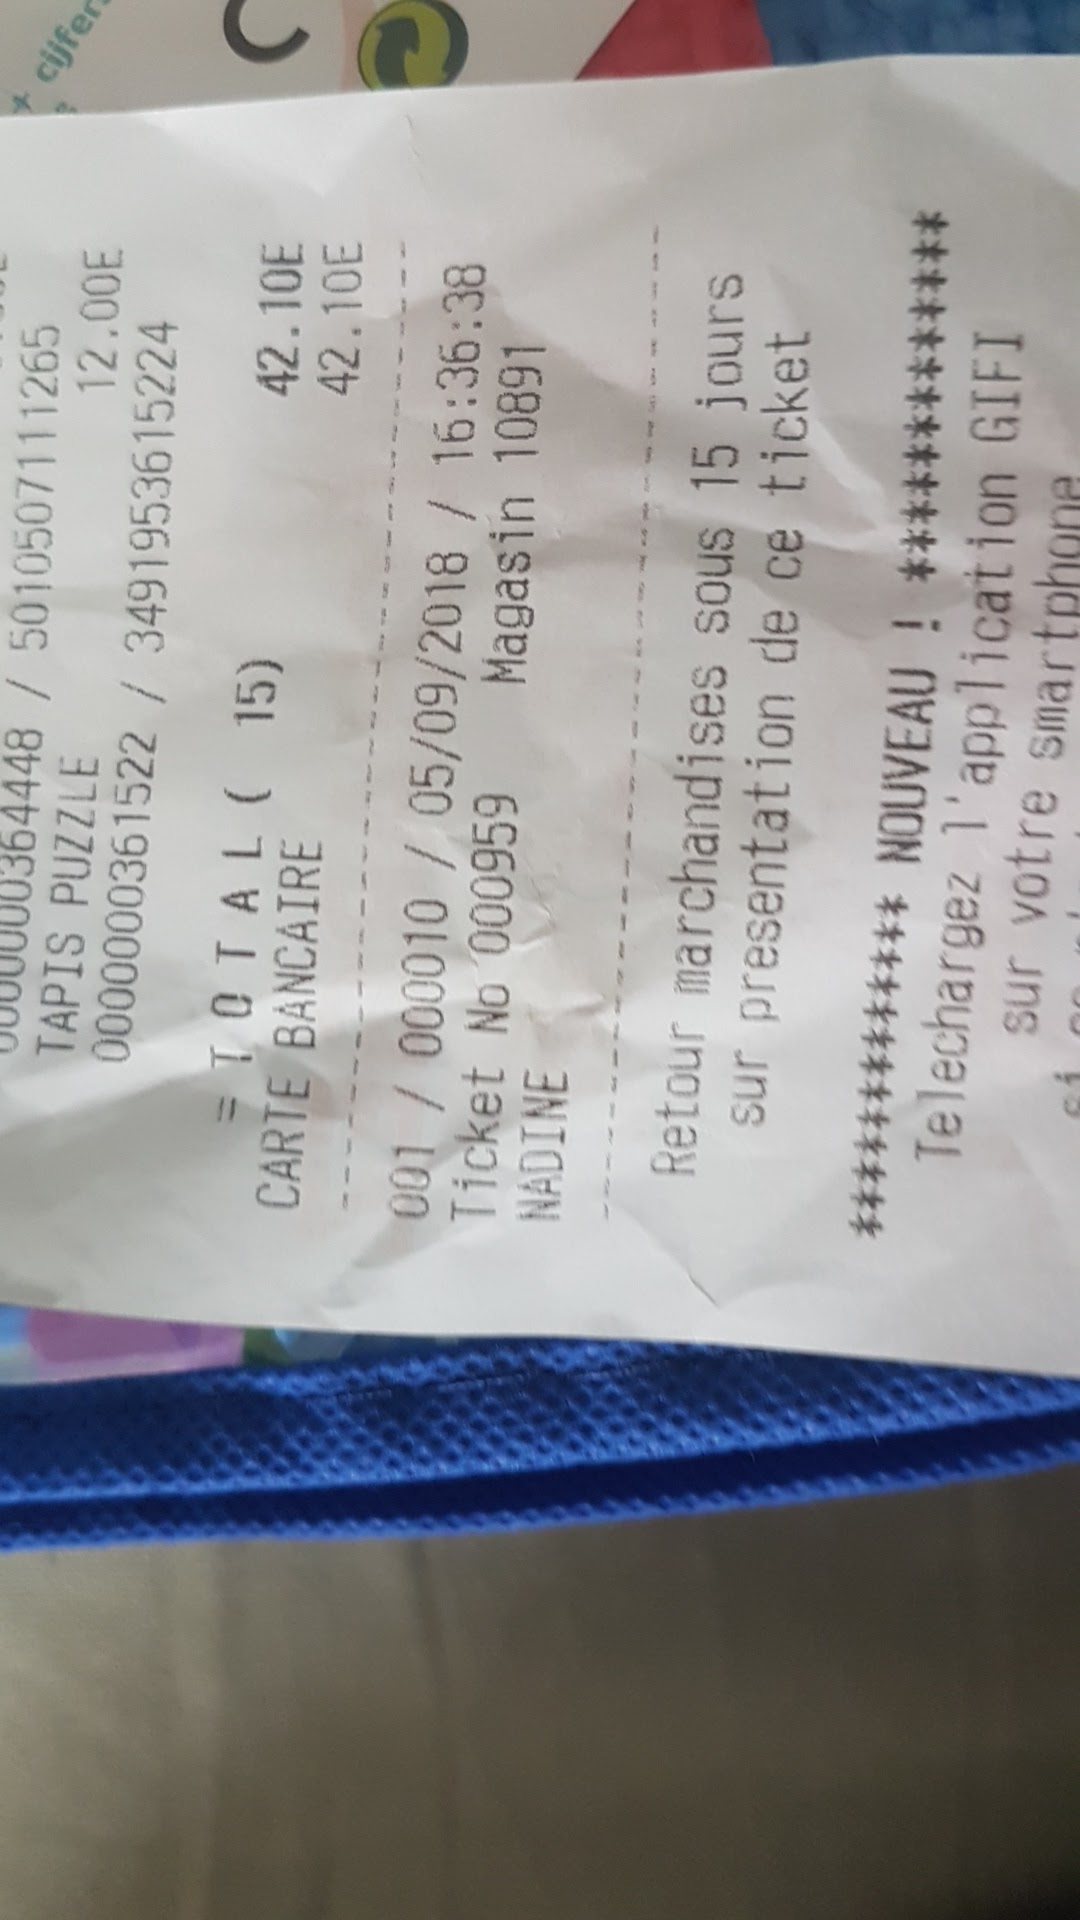 cijfer
0000000364448 / 5010507111265
TAPIS PUZZLE 12.00E
0000000361522 / 3491953615224
= T O T A L ( 15) 42.10E
CARTE BANCAIRE 42.10E
001 / 000010 / 05/09/2018 / 16:36:38
Ticket No 000959 Magasin 10891
NADINE
Retour marchandises sous 15 jours
sur presentation de ce ticket
************ NOUVEAU ! ************
Telechargez l'application GIFI
sur votre smartphone